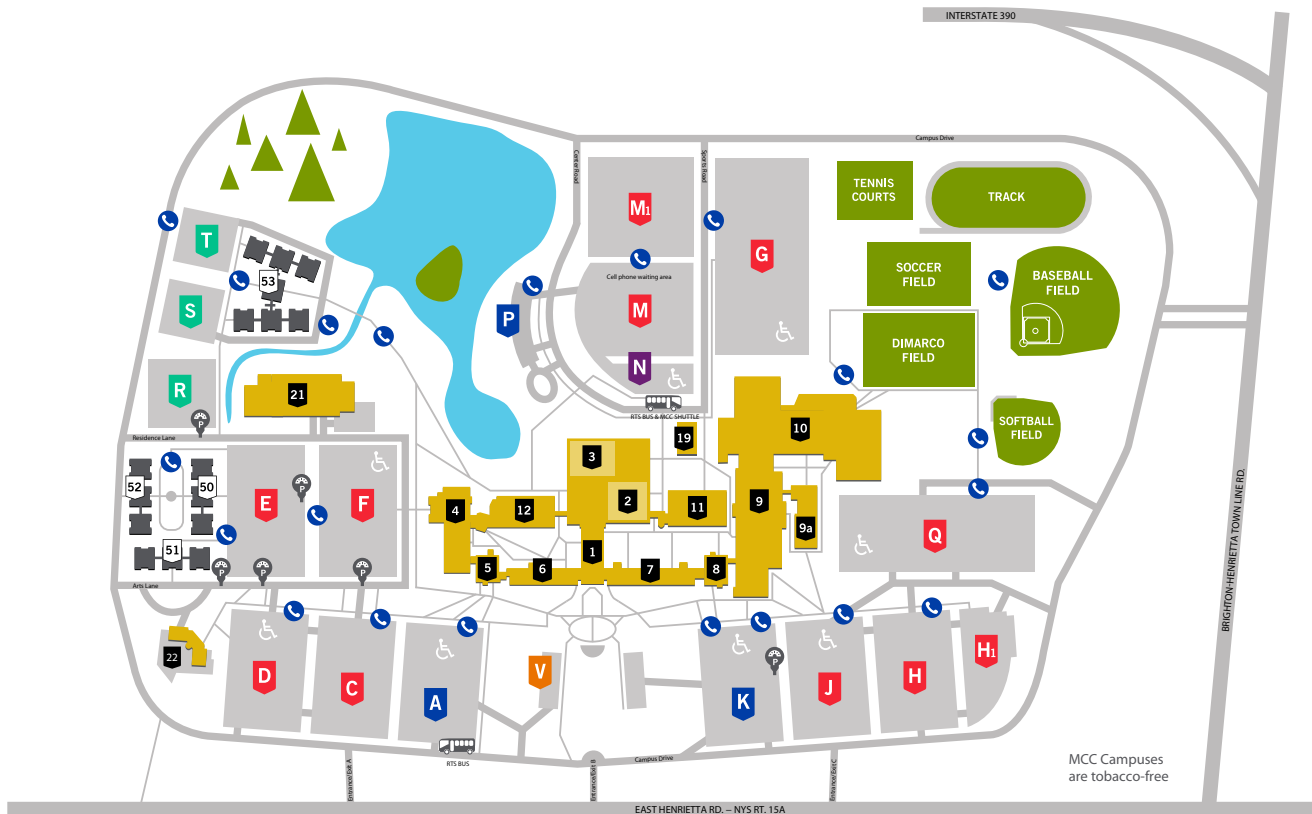 INTERSTATE 390
Campus Drive
Center Road
Sports Road
M1
TENNIS
COURTS
TRACK
G
T
SOCCER
FIELD
BASEBALL
FIELD
Cell phone waiting area
53
S
P
M
DIMARCO
FIELD
N
R
21
RTS BUS & MCC SHUTTLE
P
SOFTBALL
FIELD
10
19
Residence Lane
3
52
50
E
P
F
4
12
2
11
9
9a
Q
51
1
5
6
7
8
Arts Lane
P
P
P
22
D
C
A
V
K
P
J
H
H1
RTS BUS
Campus Drive
Entrance/Exit A
Entrance/Exit B
Entrance/Exit C
BRIGHTON-HENRIETTA TOWN LINE RD.
MCC Campuses
are tobacco-free
EAST HENRIETTA RD. – NYS RT. 15A